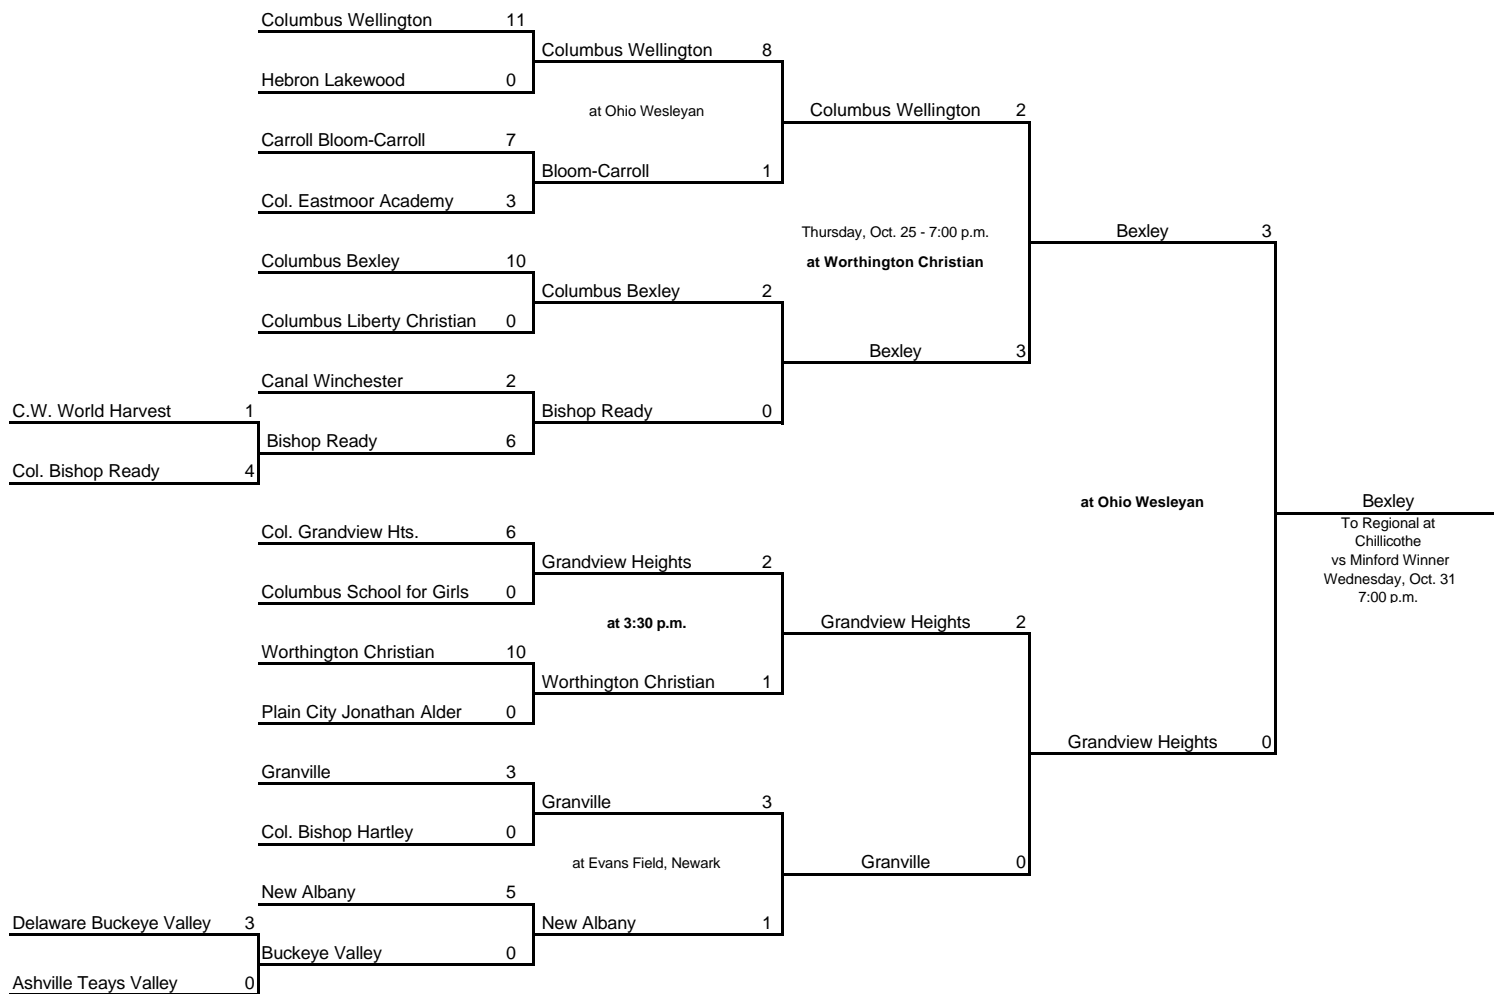 Columbus Wellington 11
Columbus Wellington 8
Hebron Lakewood 0
at Ohio Wesleyan
Columbus Wellington 2
Carroll Bloom-Carroll 7
Bloom-Carroll 1
Col. Eastmoor Academy 3
Thursday, Oct. 25 - 7:00 p.m.
Bexley 3
Columbus Bexley 10
at Worthington Christian
Columbus Bexley 2
Columbus Liberty Christian 0
Bexley 3
Canal Winchester 2
C.W. World Harvest 1
Bishop Ready 0
Bishop Ready 6
Col. Bishop Ready 4
at Ohio Wesleyan
Bexley
To Regional at
Chillicothe
vs Minford Winner
Wednesday, Oct. 31
7:00 p.m.
Col. Grandview Hts. 6
Grandview Heights 2
Columbus School for Girls 0
at 3:30 p.m.
Grandview Heights 2
Worthington Christian 10
Worthington Christian 1
Plain City Jonathan Alder 0
Grandview Heights 0
Granville 3
Granville 3
Col. Bishop Hartley 0
at Evans Field, Newark
Granville 0
New Albany 5
Delaware Buckeye Valley 3
New Albany 1
Buckeye Valley 0
Ashville Teays Valley 0